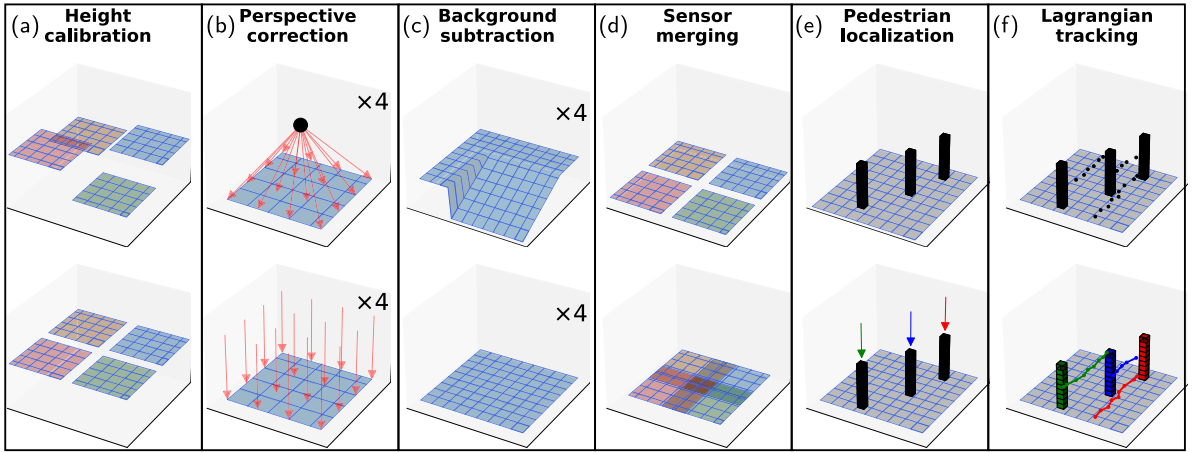 (a) Height
calibration
(b) Perspective
correction
×4
×4
(c) Background
subtraction
×4
×4
(d) Sensor
merging
(e) Pedestrian
localization
(f) Lagrangian
tracking